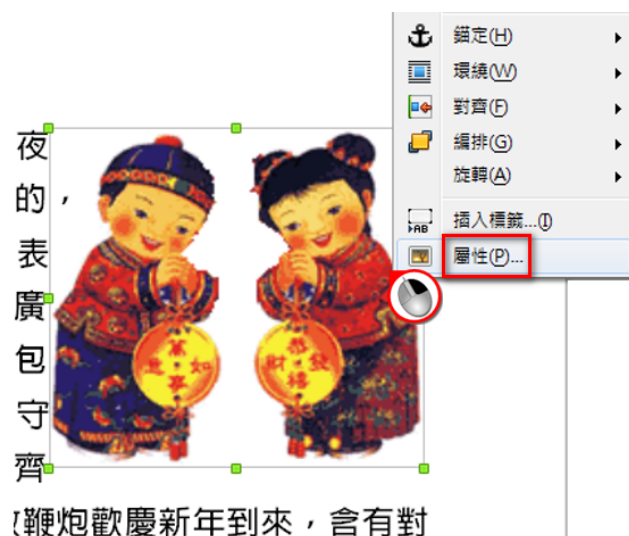 錨定(H)
環繞(W)
對齊(F)
編排(G)
旋轉(A)
AB 插入標籤...(I)
屬性(P)...
夜
的，
表
廣
包
守
齊
鞭炮歡慶新年到來，含有對
萬事如意
恭禧發財